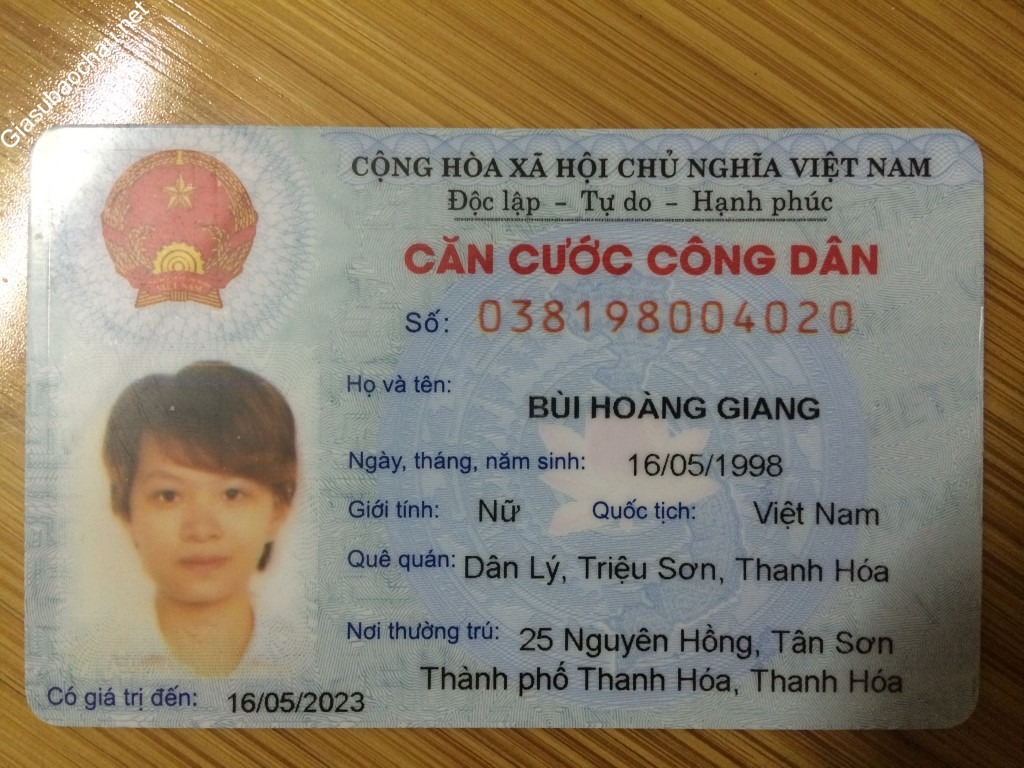 Giasubaochau.net
CỘNG HÒA XÃ HỘI CHỦ NGHĨA VIỆT NAM
Độc lập - Tự do - Hạnh phúc
CĂN CƯỚC CÔNG DÂN
Số: 038198004020
Họ và tên:
BÙI HOÀNG GIANG
Ngày, tháng, năm sinh: 16/05/1998
Giới tính: Nữ Quốc tịch: Việt Nam
Quê quán: Dân Lý, Triệu Sơn, Thanh Hóa
Nơi thường trú: 25 Nguyên Hồng, Tân Sơn
Thành phố Thanh Hóa, Thanh Hóa
Có giá trị đến: 16/05/2023